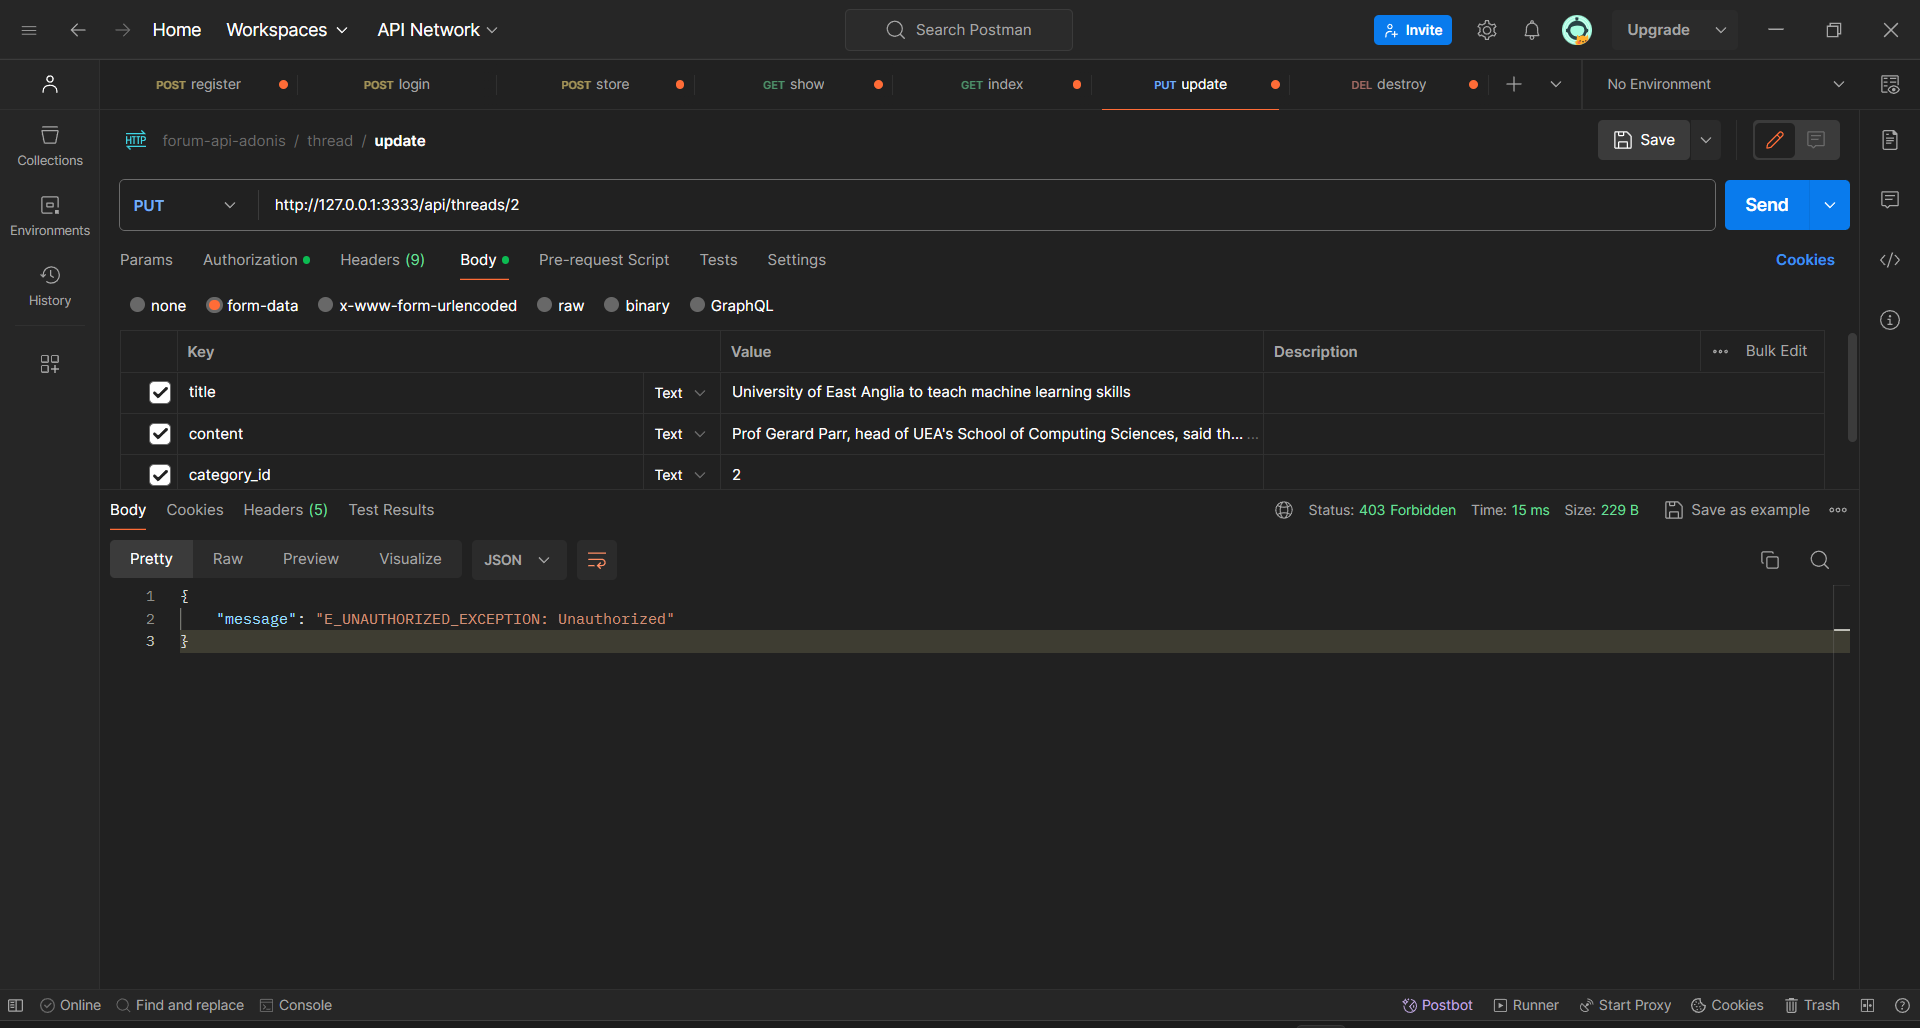 Home Workspaces API Network Search Postman Invite Upgrade
POST register POST login POST store GET show GET index PUT update DEL destroy No Environment
HTTP forum-api-adonis / thread / update Save
Collections
PUT http://127.0.0.1:3333/api/threads/2 Send
Environments
Params Authorization Headers (9) Body Pre-request Script Tests Settings Cookies
History
none form-data x-www-form-urlencoded raw binary GraphQL
Key Value Description Bulk Edit
title Text University of East Anglia to teach machine learning skills
content Text Prof Gerard Parr, head of UEA's School of Computing Sciences, said th... ...
category_id Text 2
Body Cookies Headers (5) Test Results Status: 403 Forbidden Time: 15 ms Size: 229 B Save as example
Pretty Raw Preview Visualize JSON
1 {
2 "message": "E_UNAUTHORIZED_EXCEPTION: Unauthorized"
3 }
Online Find and replace Console Postbot Runner Start Proxy Cookies Trash